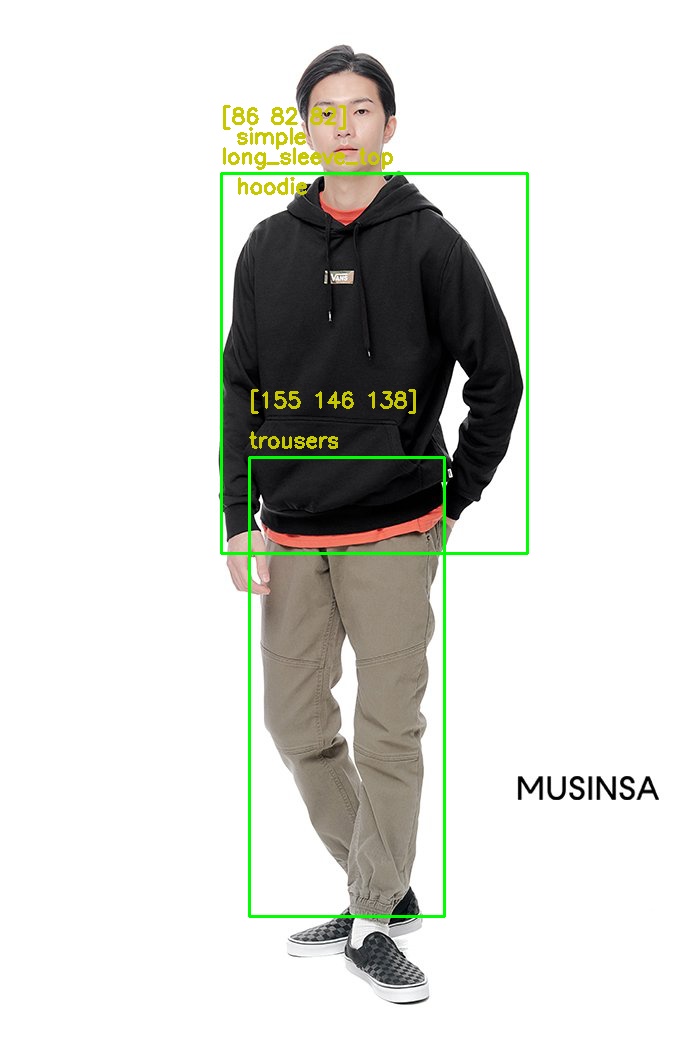 [86 82 82]
simple
long_sleeve_top
hoodie
VANS
[155 146 138]
trousers
MUSINSA